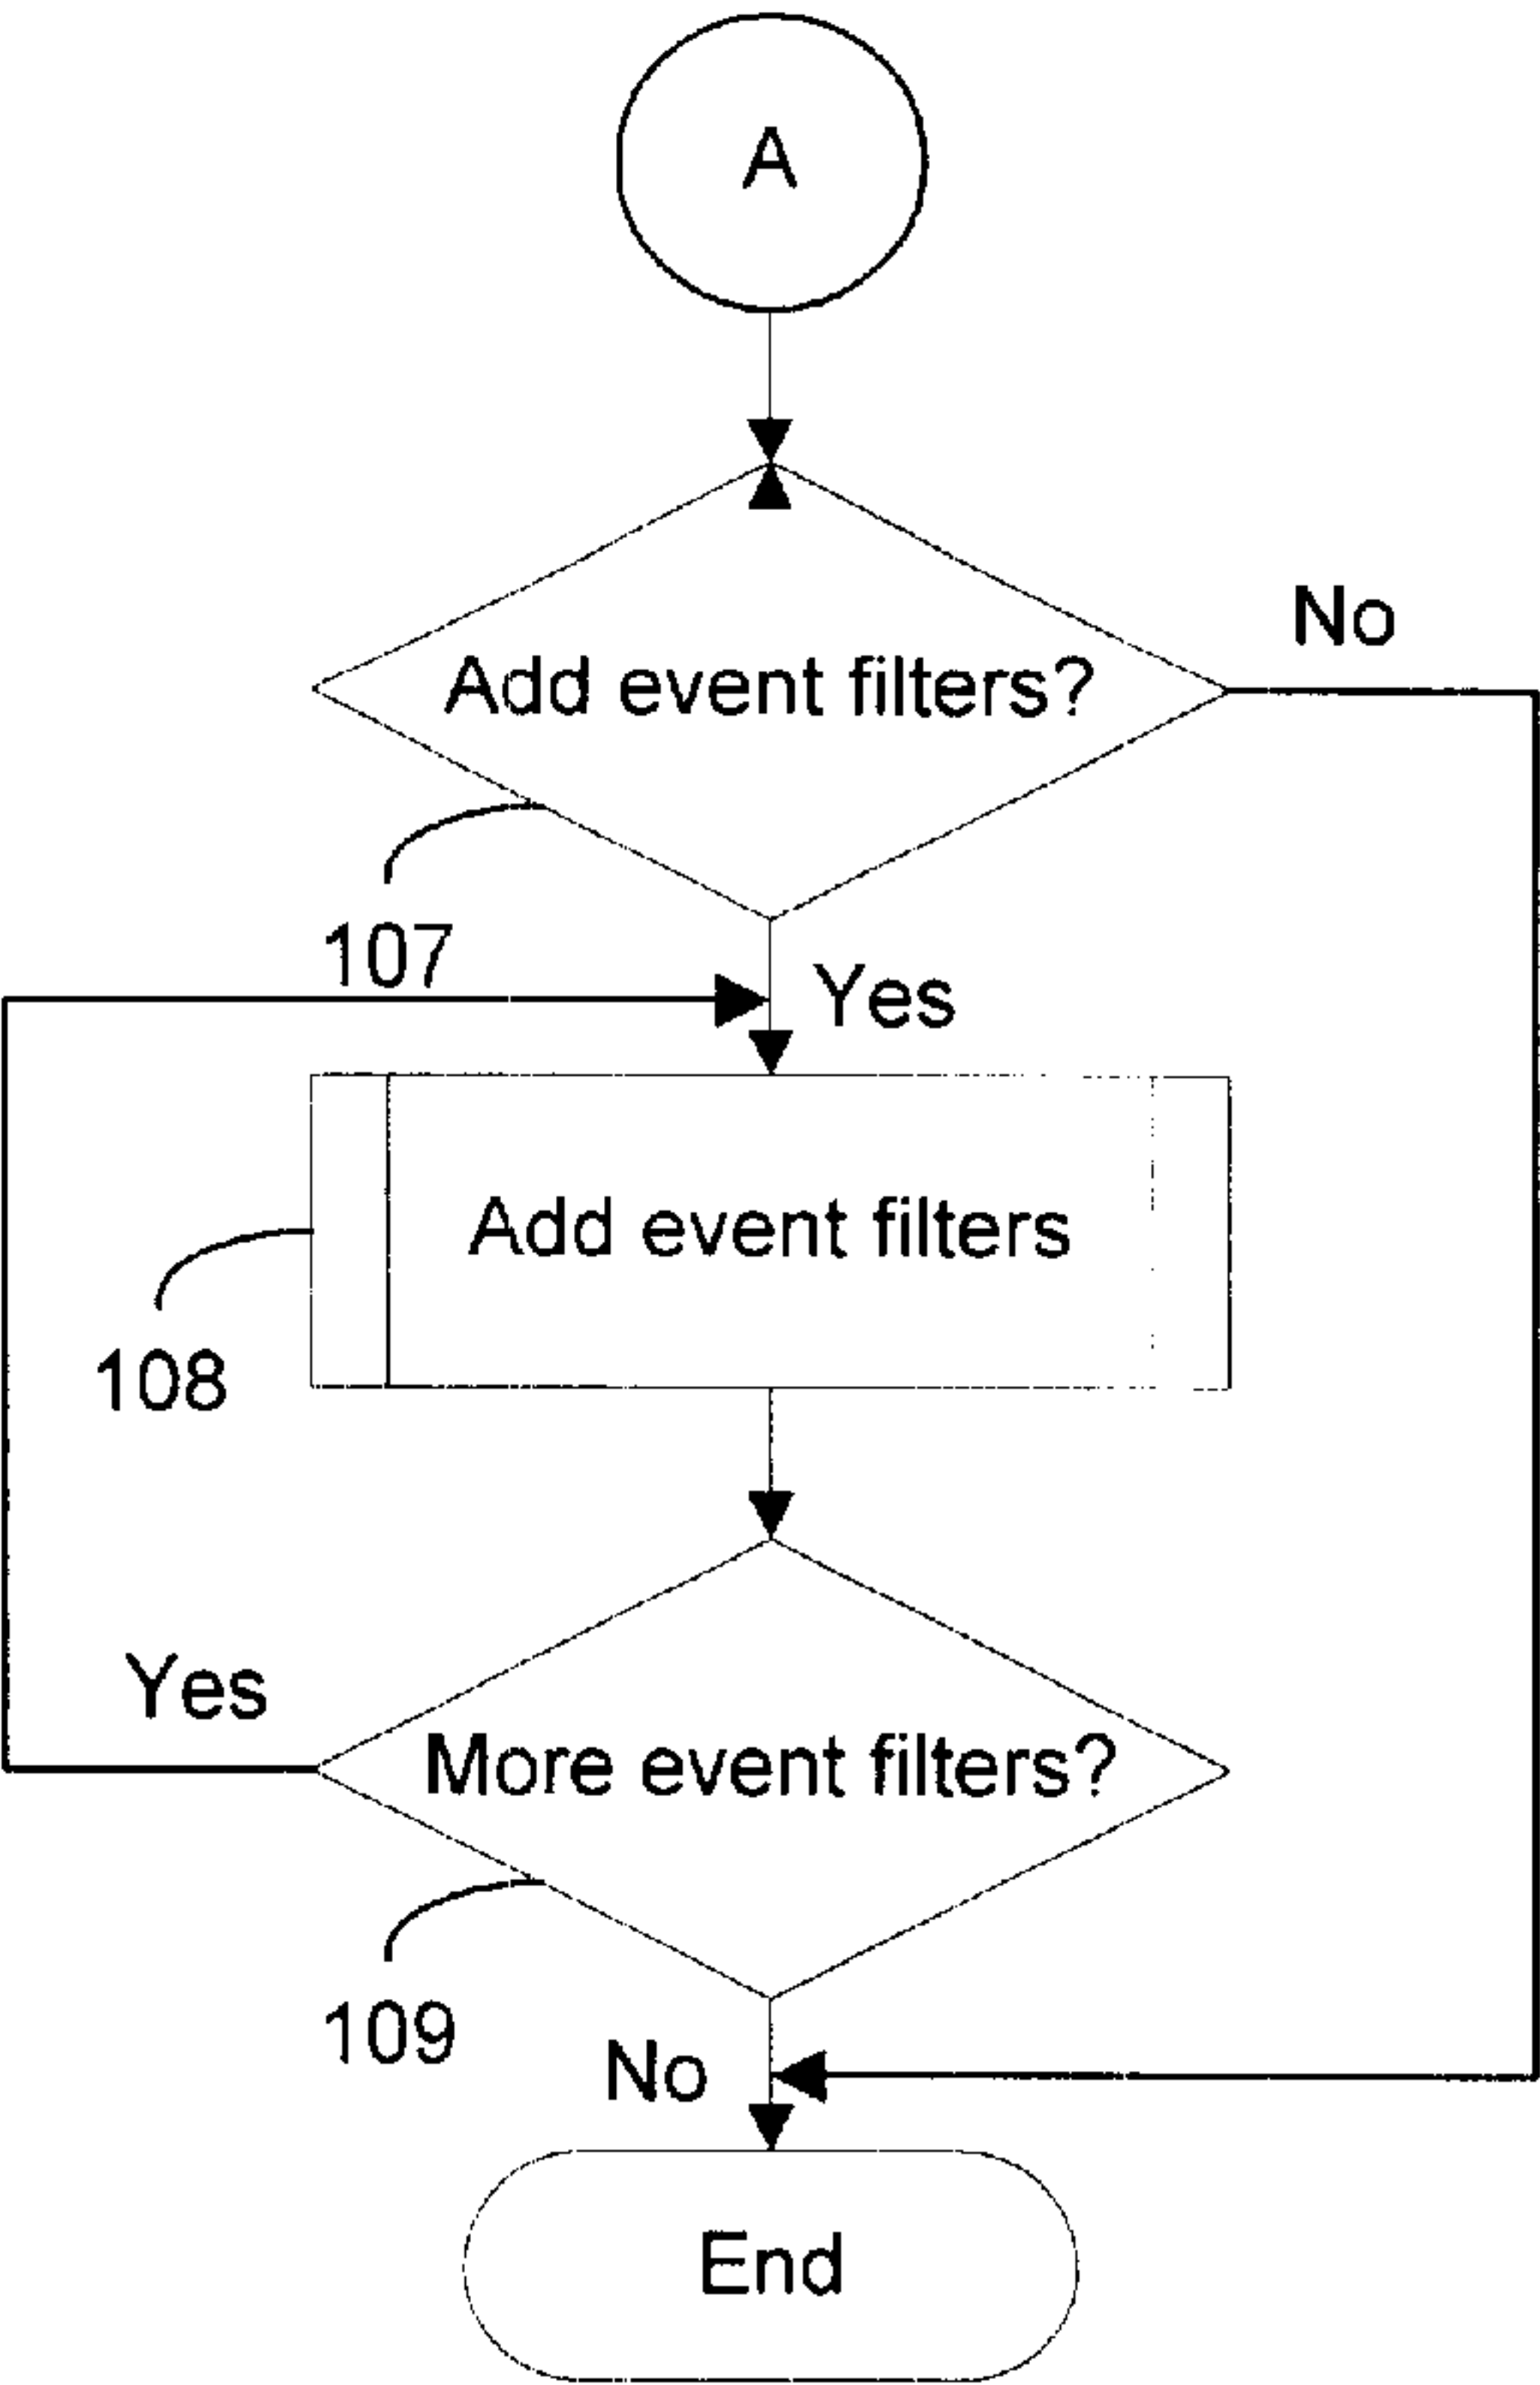 A
Add event filters?
No
107
Yes
Add event filters
108
Yes
More event filters?
109
No
End